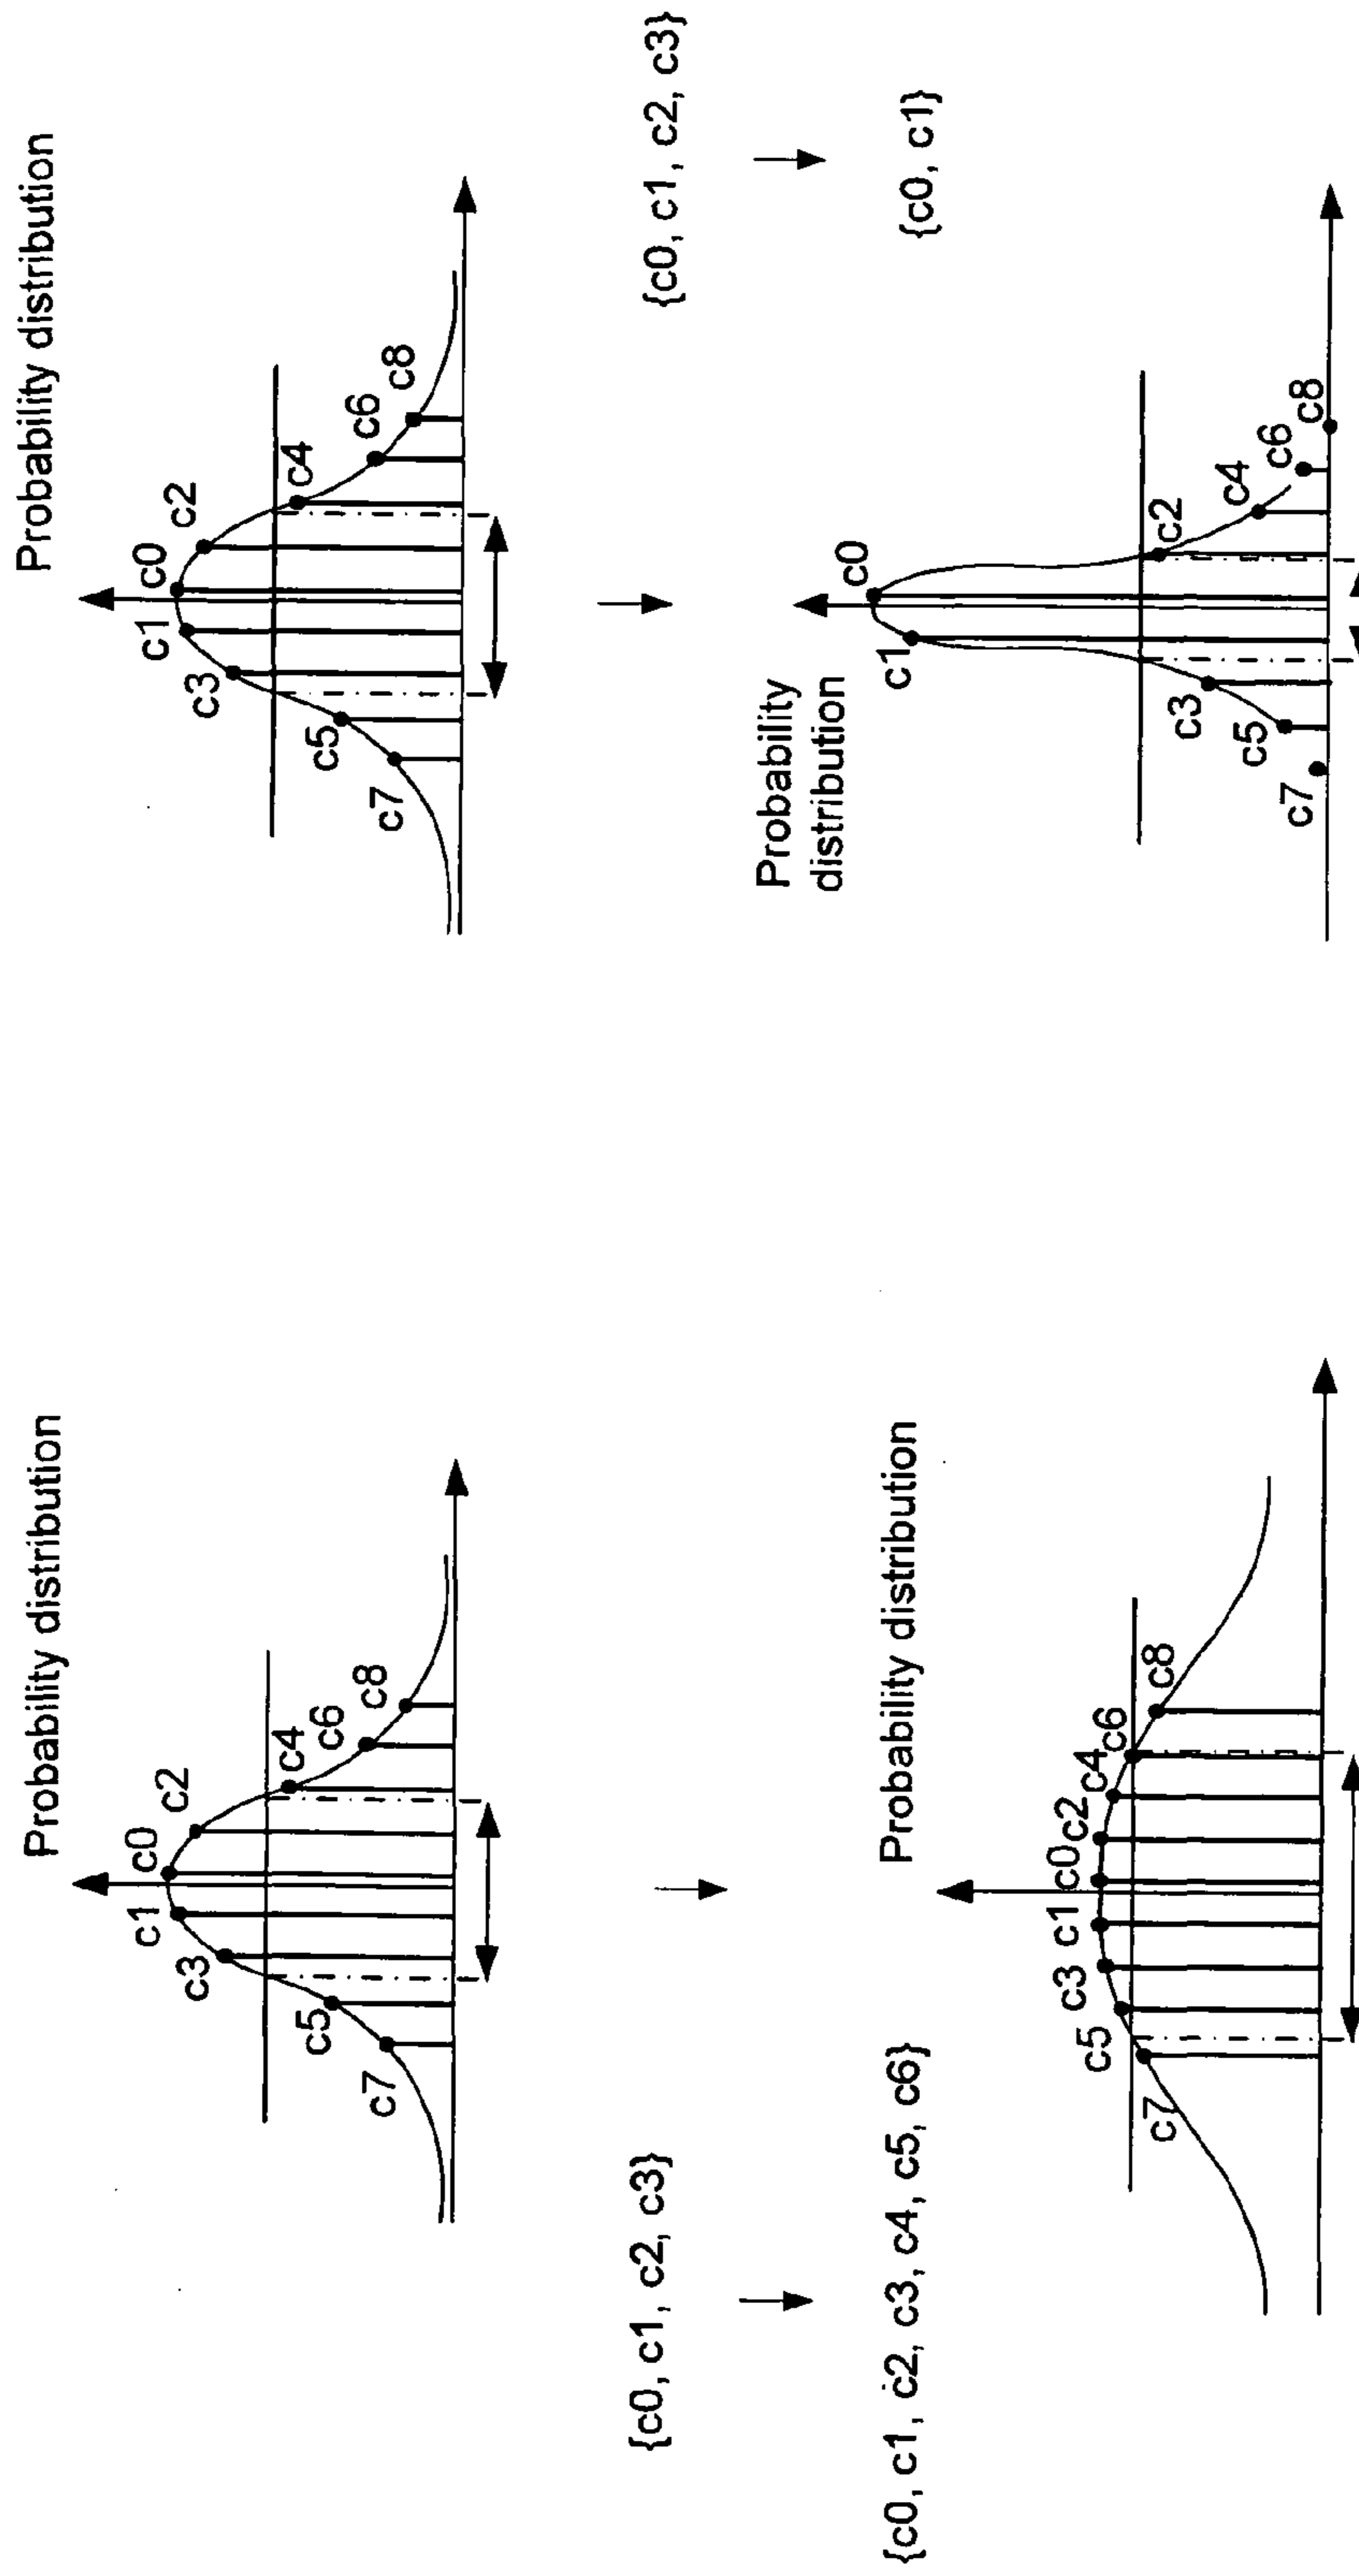 Probability distribution
c0
c1
c2
c3
c4
c5
c6
c7
c8
{c0, c1, c2, c3}
{c0, c1, c2, c3, c4, c5, c6}
Probability distribution
c0
c1
c2
c3
c4
c5
c6
c7
c8
Probability distribution
c0
c1
c2
c3
c4
c5
c6
c7
c8
{c0, c1, c2, c3}
{c0, c1}
Probability
distribution
c0
c1
c2
c3
c4
c5
c6
c7
c8